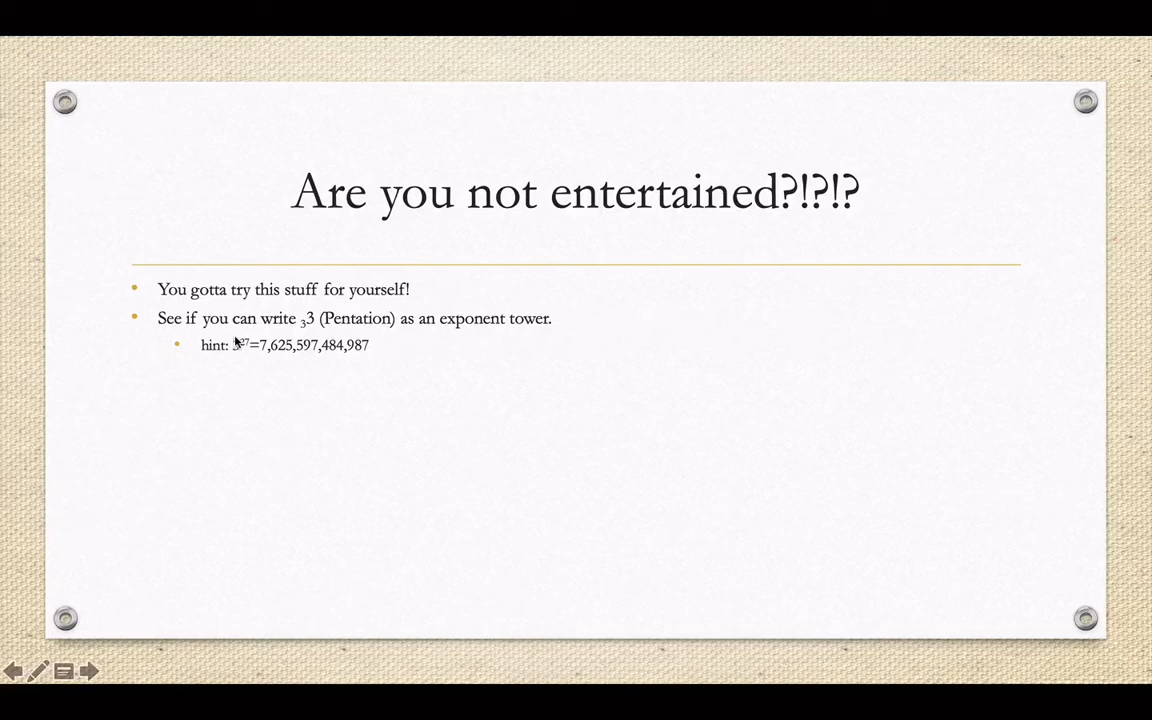 Are you not entertained?!?!?
You gotta try this stuff for yourself!
See if you can write ₃3 (Pentation) as an exponent tower.
hint: 3²⁷=7,625,597,484,987